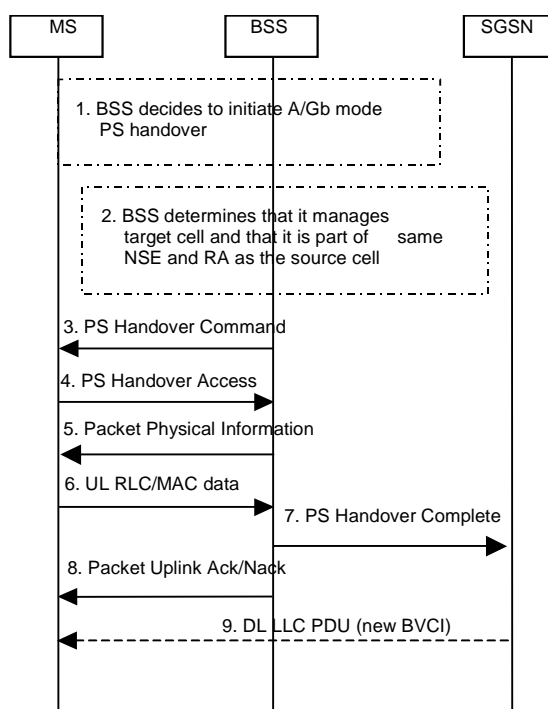 MS BSS SGSN
1. BSS decides to initiate A/Gb mode
PS handover
2. BSS determines that it manages
target cell and that it is part of same
NSE and RA as the source cell
3. PS Handover Command
4. PS Handover Access
5. Packet Physical Information
6. UL RLC/MAC data
7. PS Handover Complete
8. Packet Uplink Ack/Nack
9. DL LLC PDU (new BVCI)